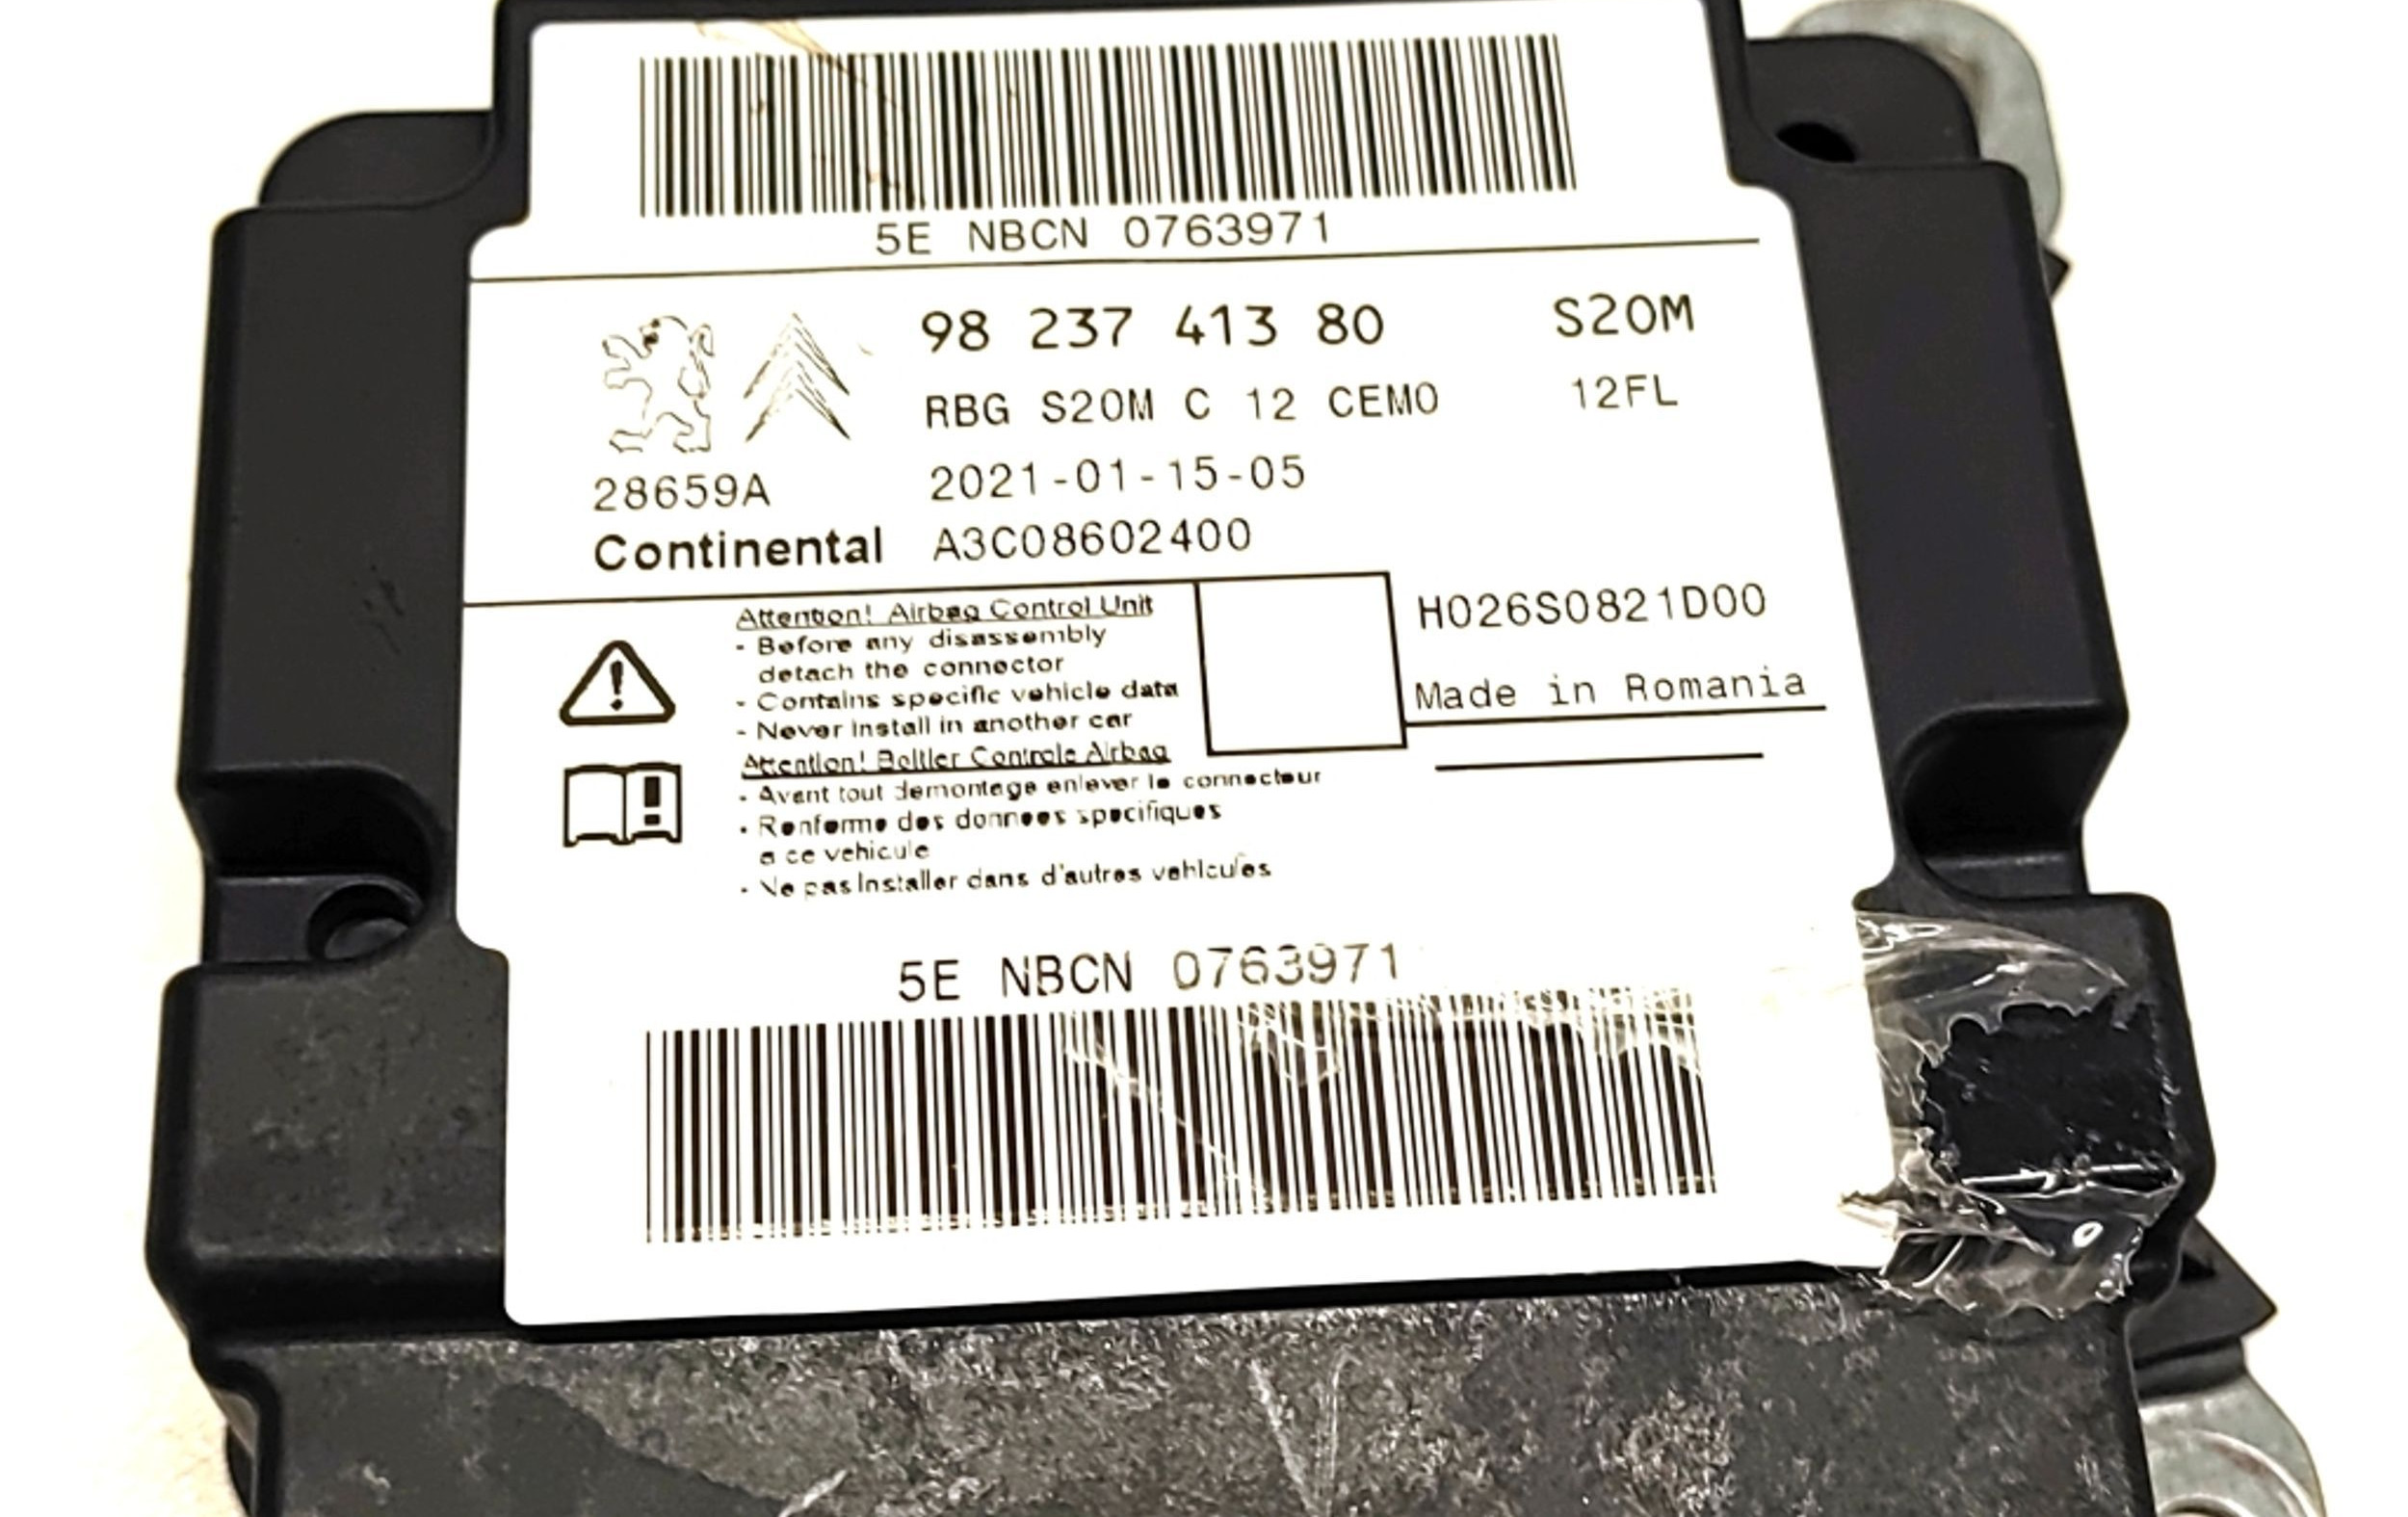 5E NBCN 0763971
98 237 413 80 S20M
RBG S20M C 12 CEM0 12FL
28659A 2021-01-15-05
Continental A3C08602400
Attention! Airbag Control Unit
- Before any disassembly
detach the connector
- Contains specific vehicle data
- Never install in another car
H026S0821D00
Made in Romania
Attention! Boitier Controle Airbag
- Avant tout demontage enlever le connecteur
- Renferme des donnees specifiques
a ce vehicule
- Ne pas installer dans d'autres vehicules
5E NBCN 0763971